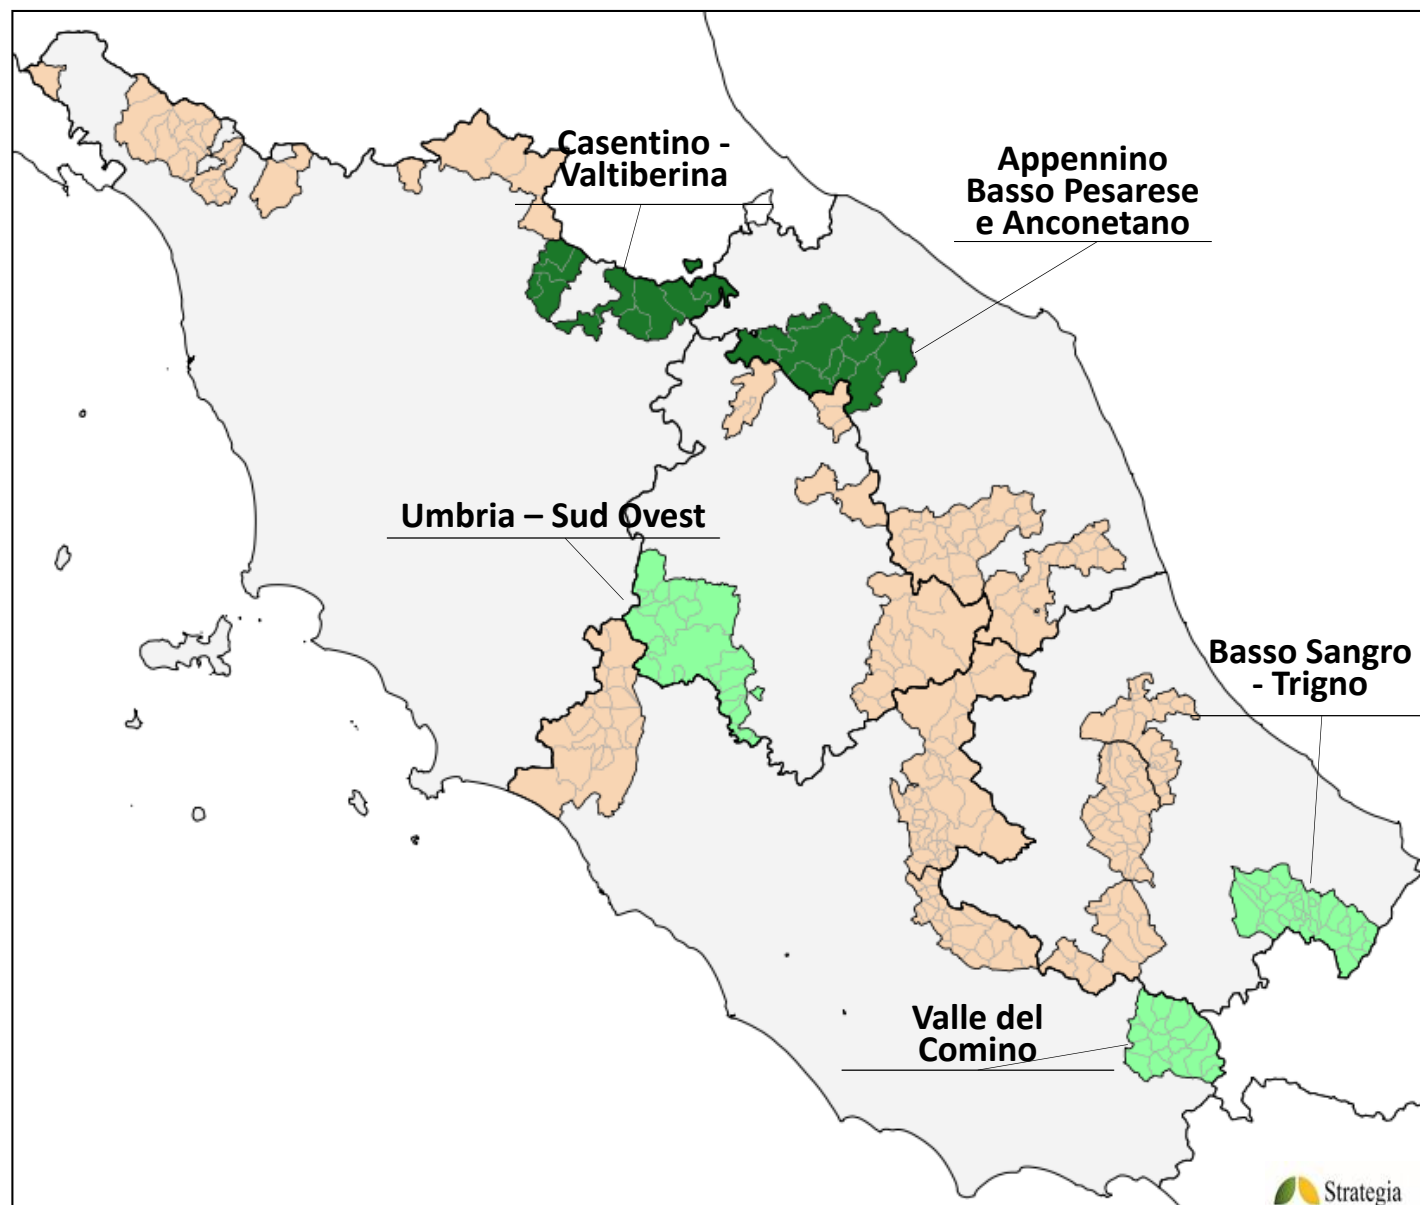 Casentino -
Valtiberina
Appennino
Basso Pesarese
e Anconetano
Umbria – Sud Ovest
Basso Sangro
- Trigno
Valle del
Comino
Strategia